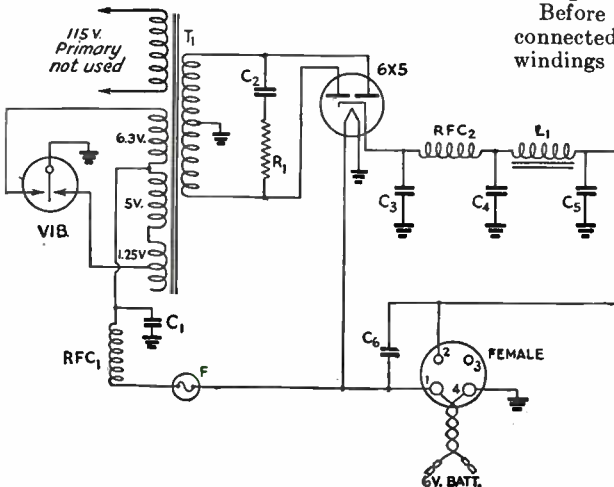 Before
connected
windings
115 V.
Primary
not used
T1
C2
6X5
R1
RFC2
L1
6.3V.
5V.
1.25V
VIB.
C3
C4
C5
C1
RFC1
F
C6
2
3
FEMALE
1
4
6V. BATT.